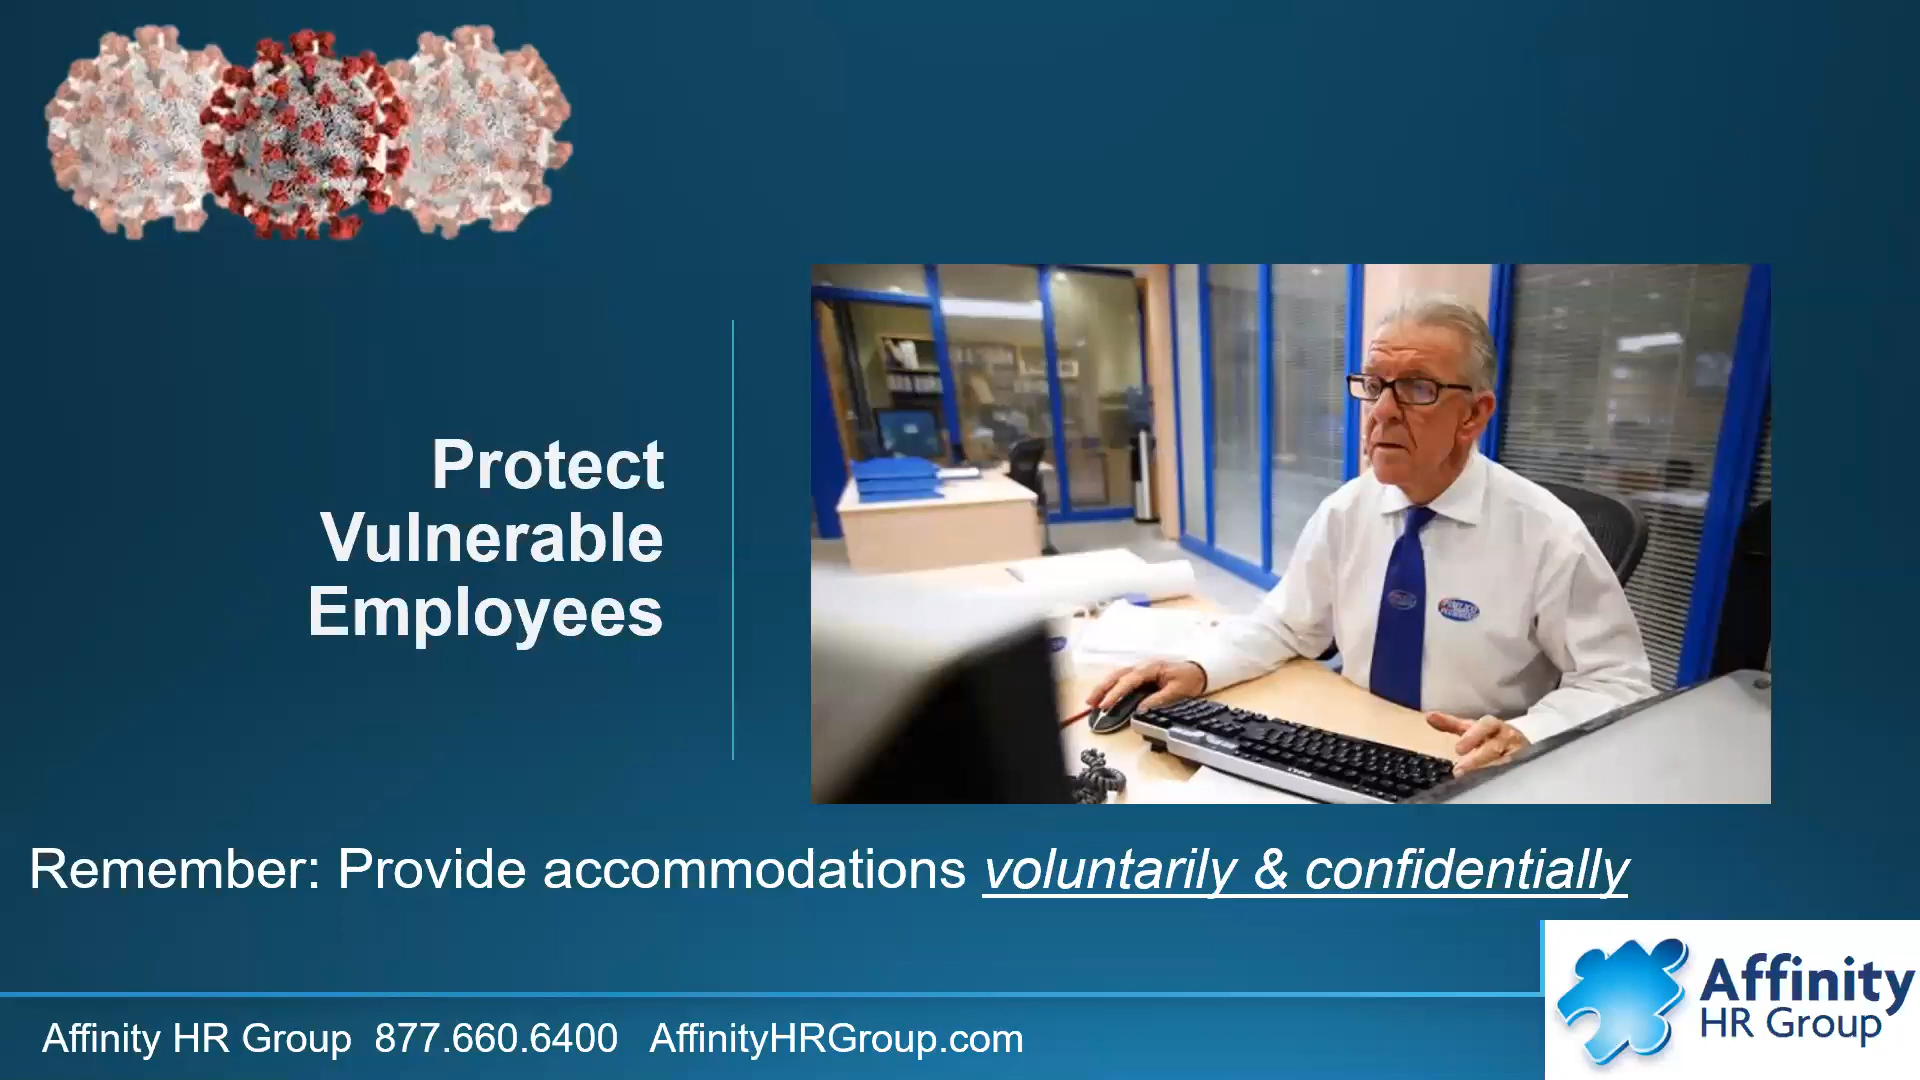 Protect
Vulnerable
Employees
Remember: Provide accommodations voluntarily & confidentially
Affinity HR Group 877.660.6400 AffinityHRGroup.com
Affinity
HR Group